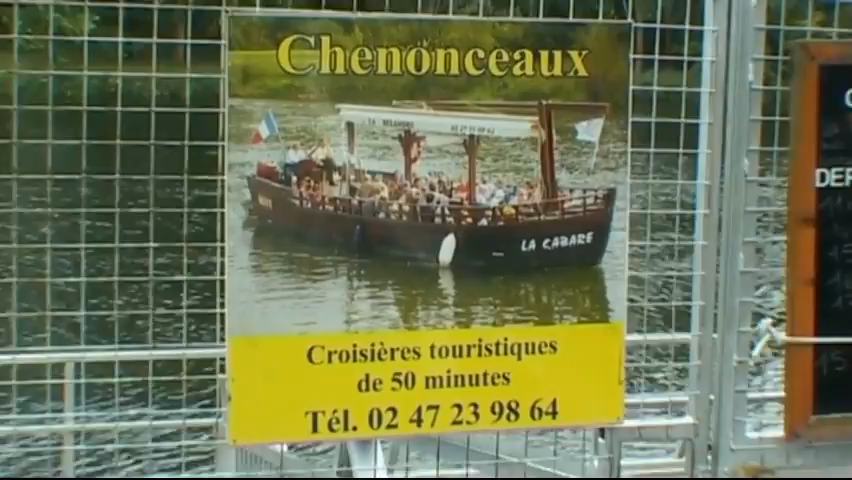 Chenonceaux
LA CABARE
Croisières touristiques
de 50 minutes
Tél. 02 47 23 98 64